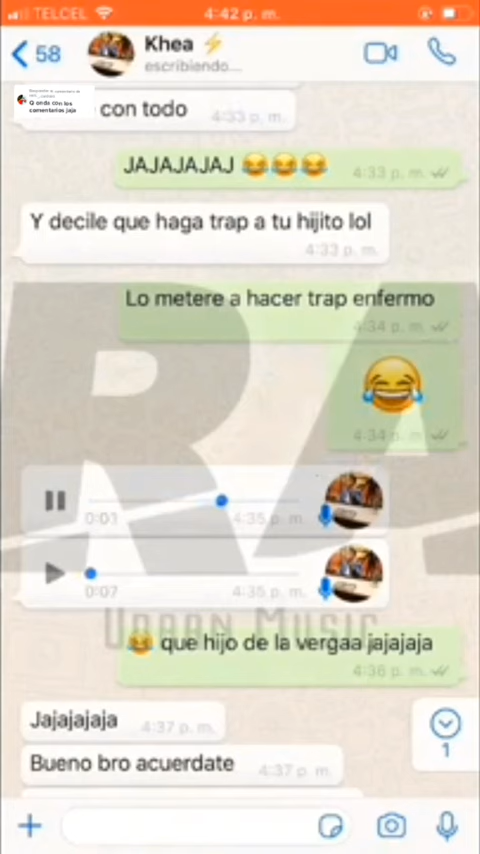 TELCEL
4:42 p. m.
58
Khea ⚡
escribiendo...
Q onda con los
comentarios jaja
con todo
4:33 p. m.
JAJAJAJAJ 😂😂😂
4:33 p. m.
Y decile que haga trap a tu hijito lol
4:33 p. m.
Lo metere a hacer trap enfermo
4:34 p. m.
😂
4:34 p. m.
0:01
4:35 p. m.
0:07
4:35 p. m.
Urban Music
😂 que hijo de la vergaa jajajaja
4:36 p. m.
Jajajajaja
4:37 p. m.
1
Bueno bro acuerdate
4:37 p. m.